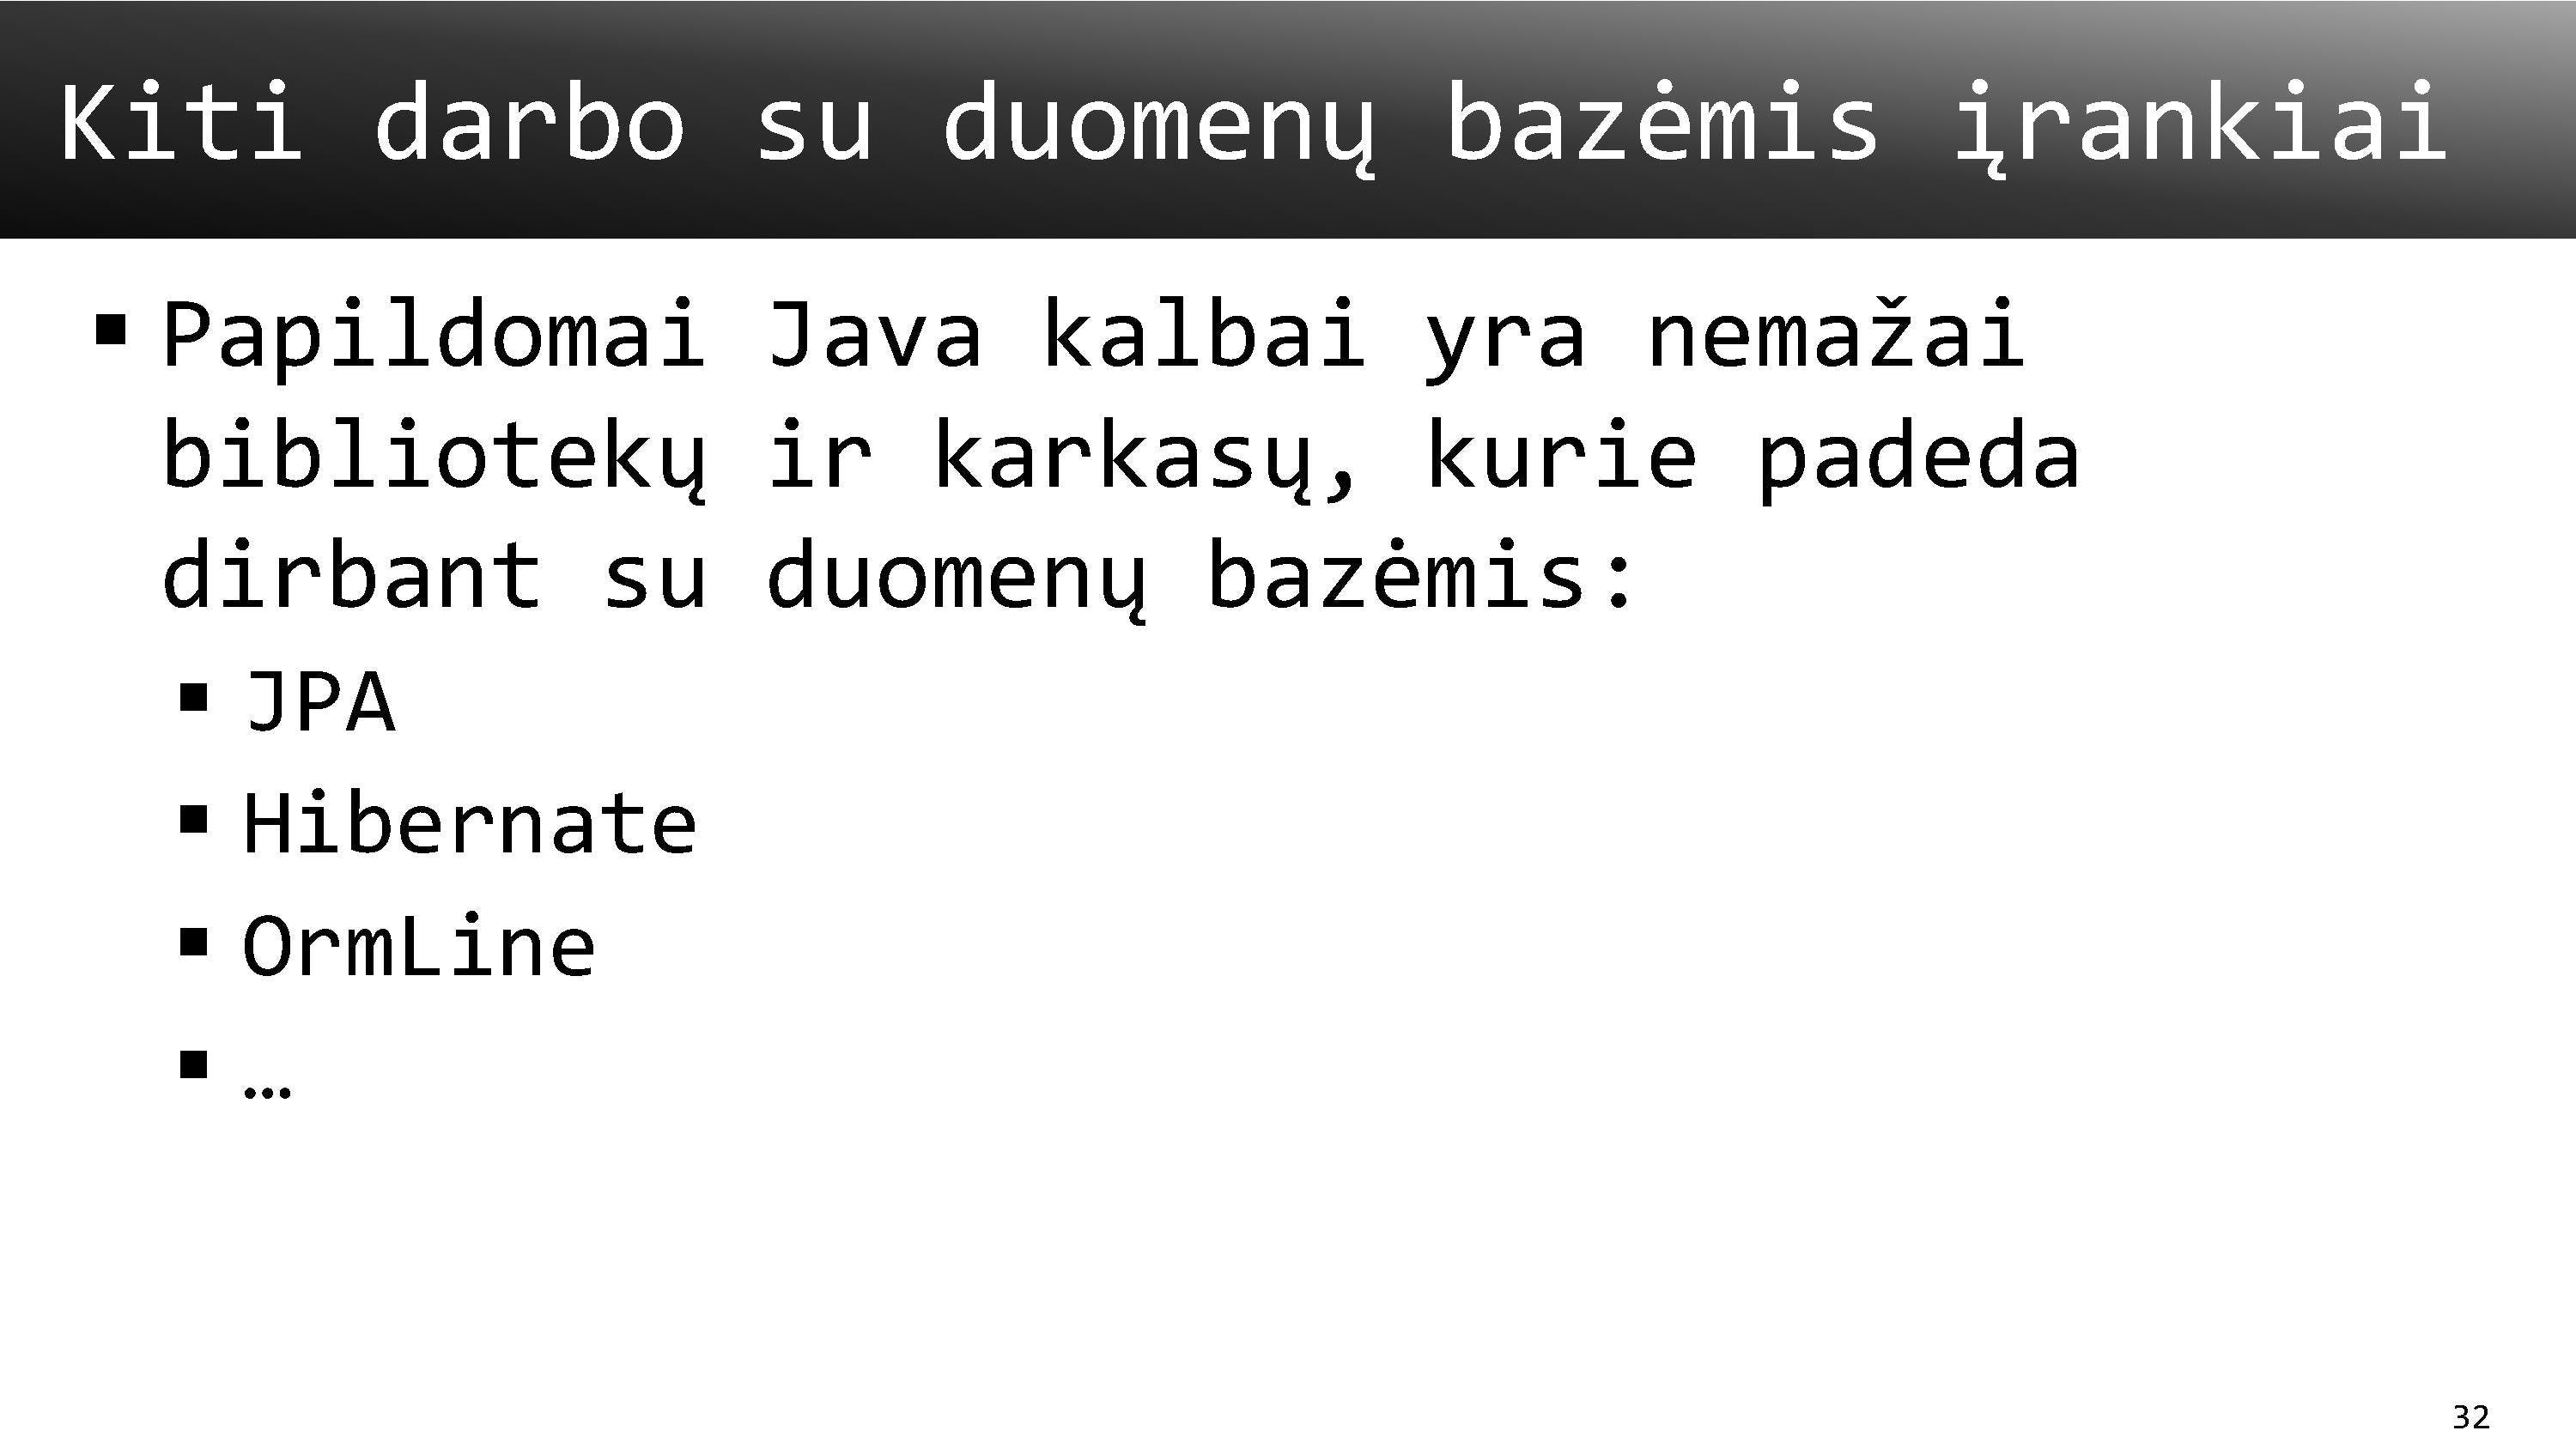 Kiti darbo su duomenų bazėmis įrankiai
▪ Papildomai Java kalbai yra nemažai
bibliotekų ir karkasų, kurie padeda
dirbant su duomenų bazėmis:
▪ JPA
▪ Hibernate
▪ OrmLine
▪ …
32